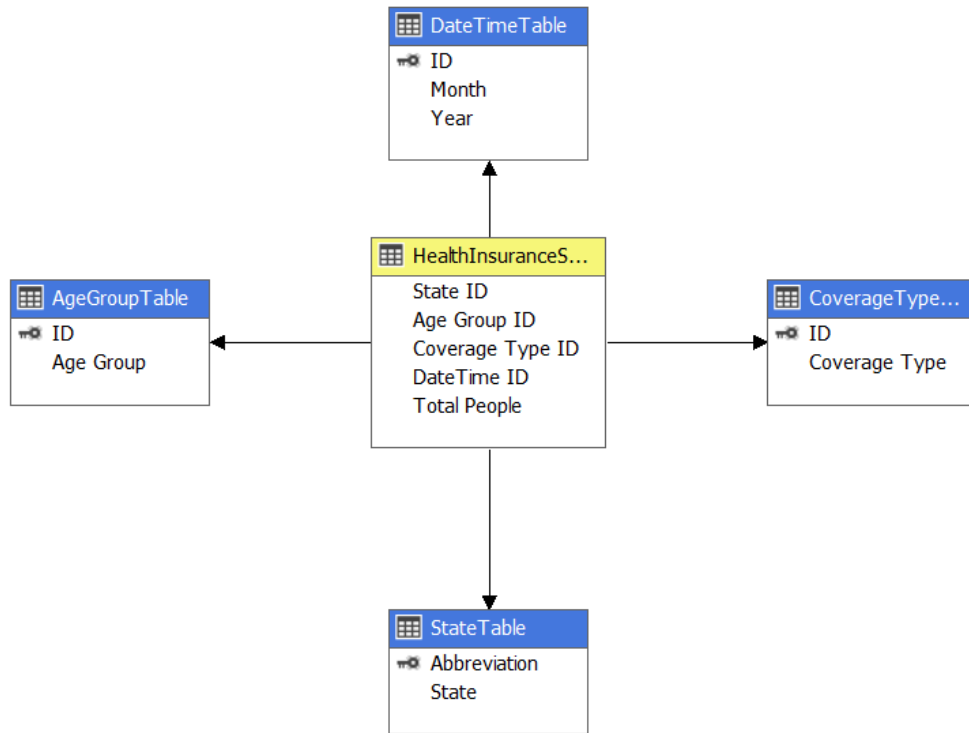 DateTimeTable
ID
Month
Year
HealthInsuranceS...
State ID
Age Group ID
Coverage Type ID
DateTime ID
Total People
AgeGroupTable
ID
Age Group
CoverageType...
ID
Coverage Type
StateTable
Abbreviation
State